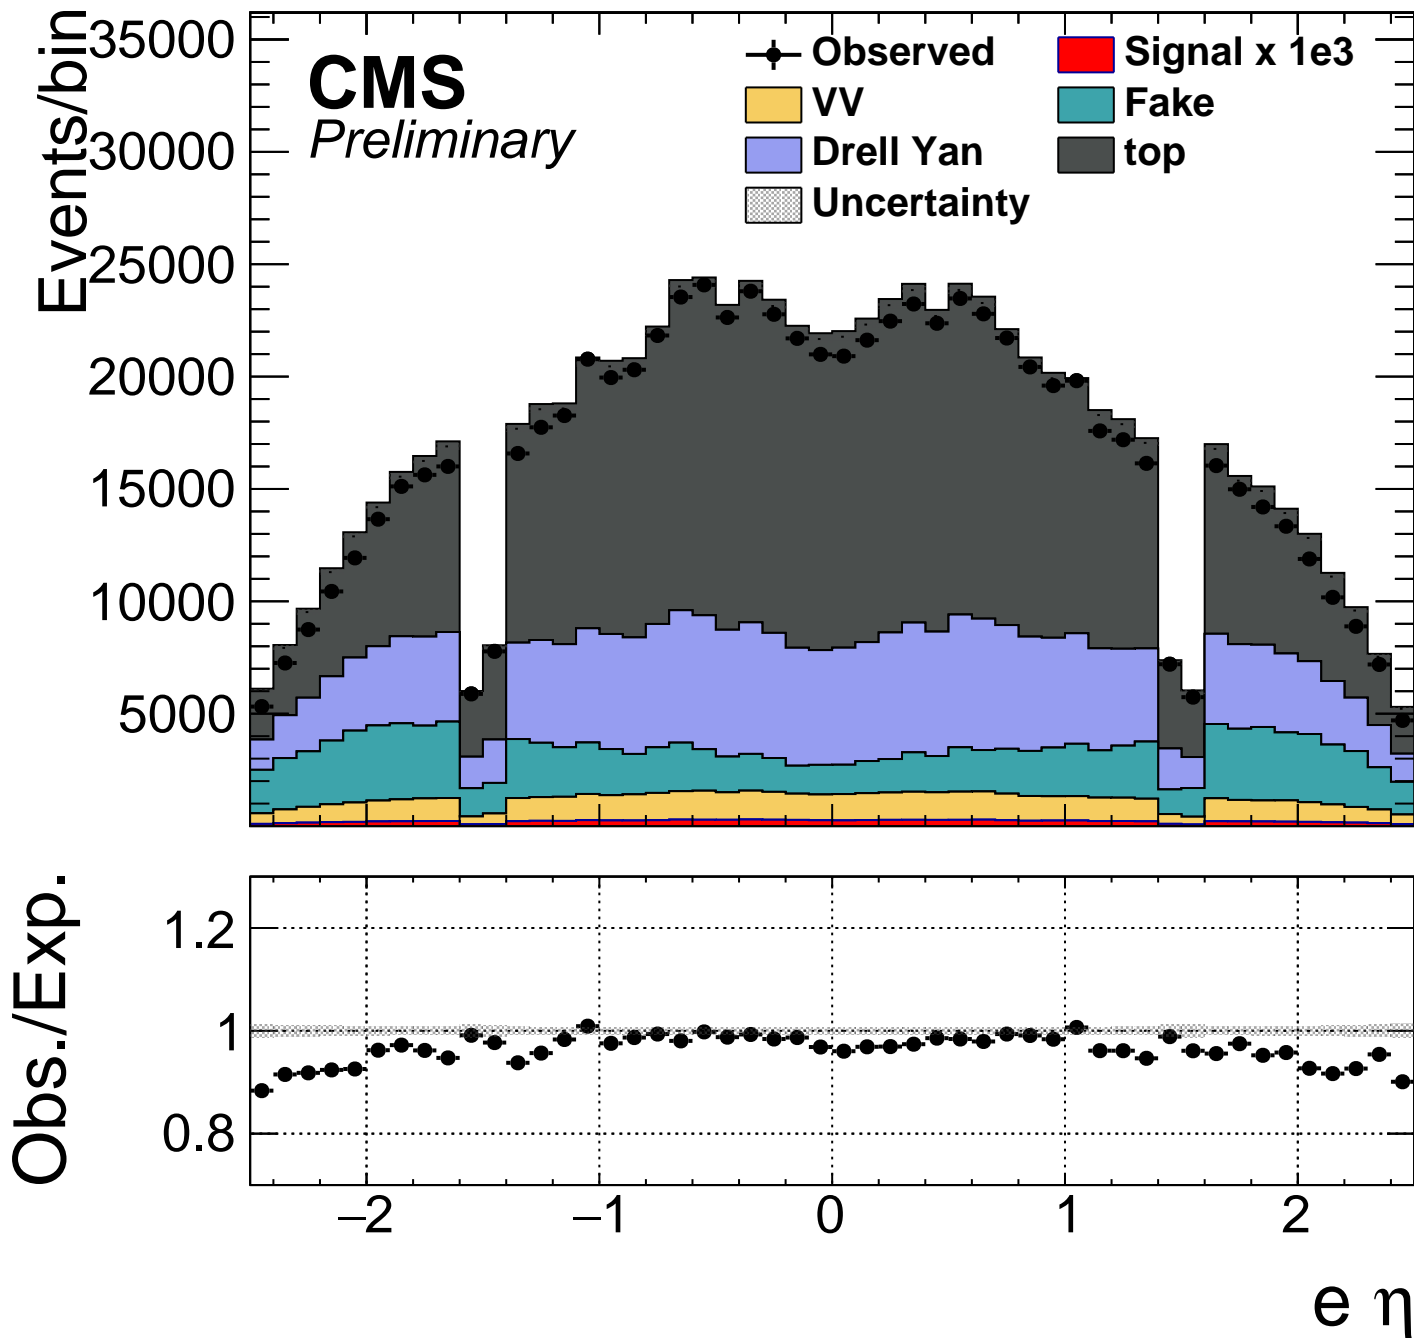 CMS
Preliminary
Observed
Signal x 1e3
VV
Fake
Drell Yan
top
Uncertainty
Events/bin
35000
30000
25000
20000
15000
10000
5000
Obs./Exp.
1.2
1
0.8
−2
−1
0
1
2
e η